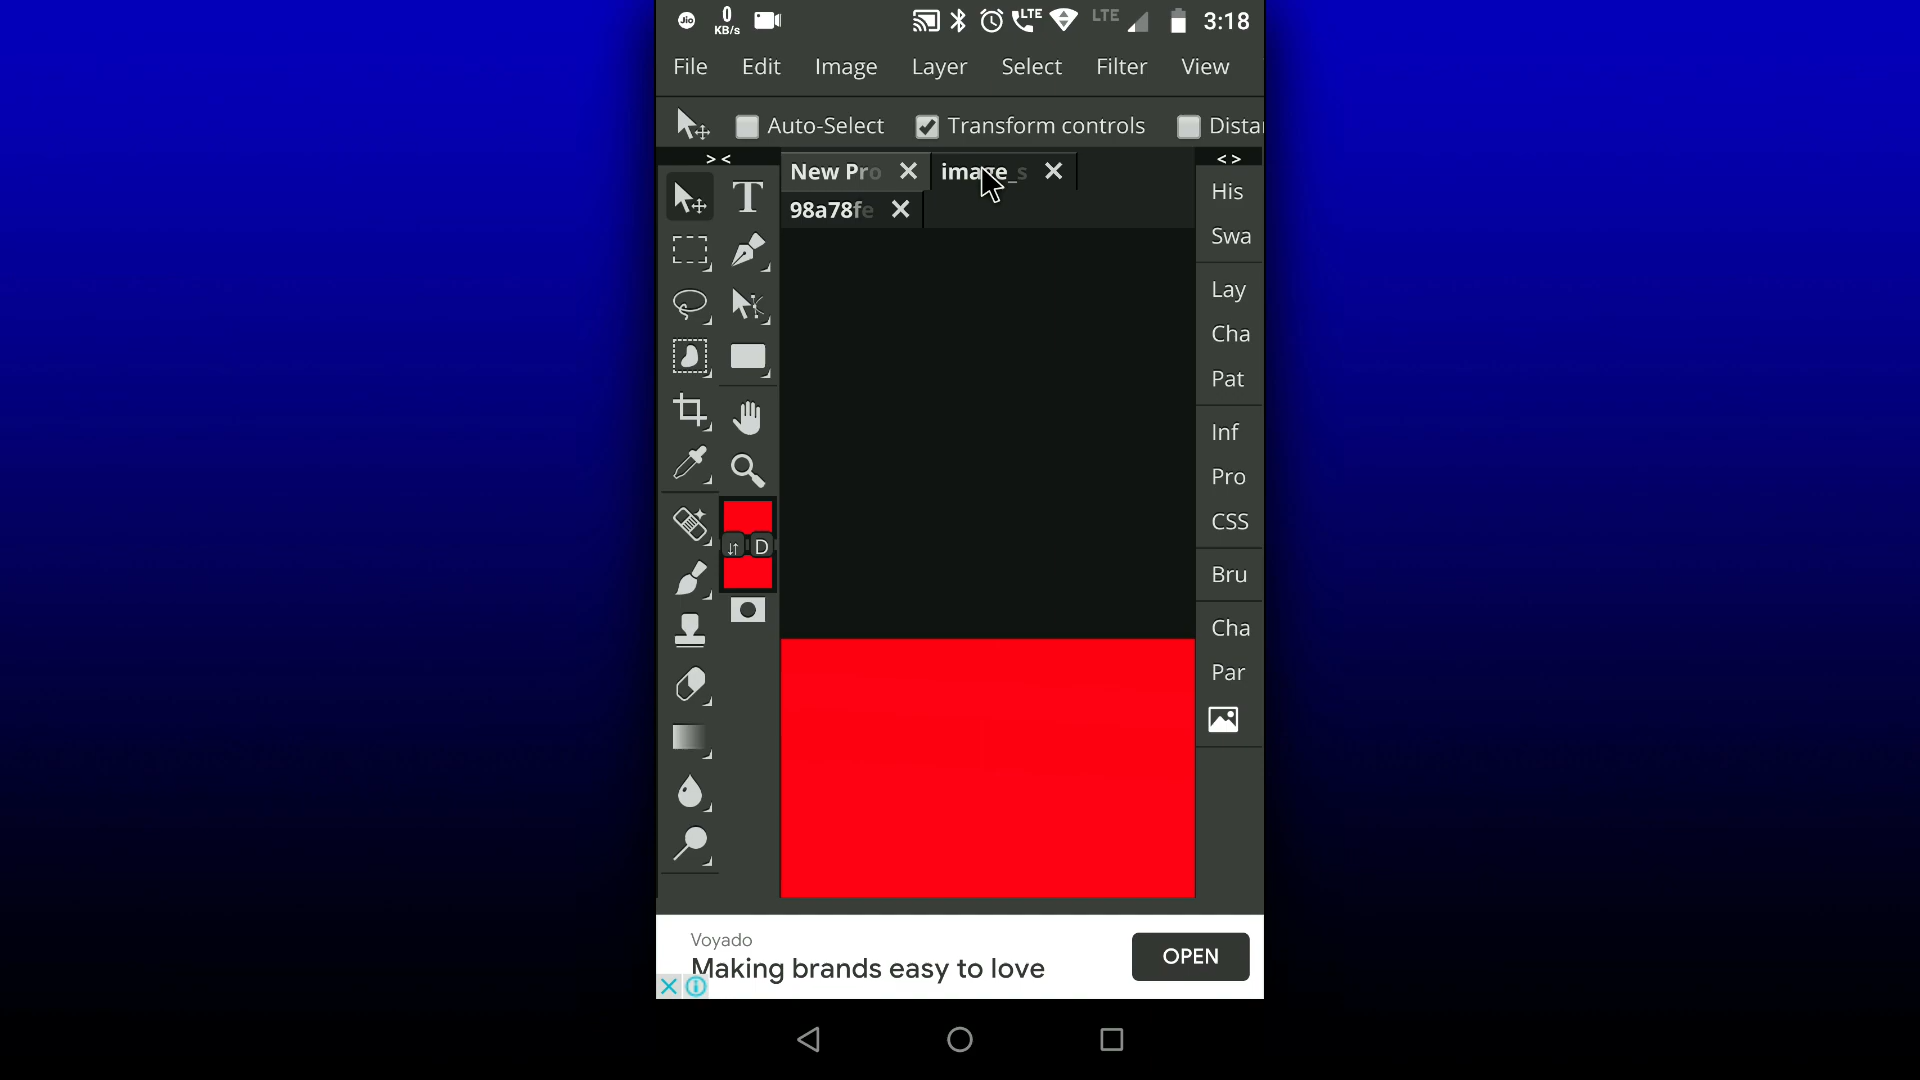 Jio 0 KB/s LTE LTE 3:18
File Edit Image Layer Select Filter View
Auto-Select Transform controls Distar
> < New Pro image_s < >
98a78fe
T
D
His
Swa
Lay
Cha
Pat
Inf
Pro
CSS
Bru
Cha
Par
Voyado
Making brands easy to love
OPEN